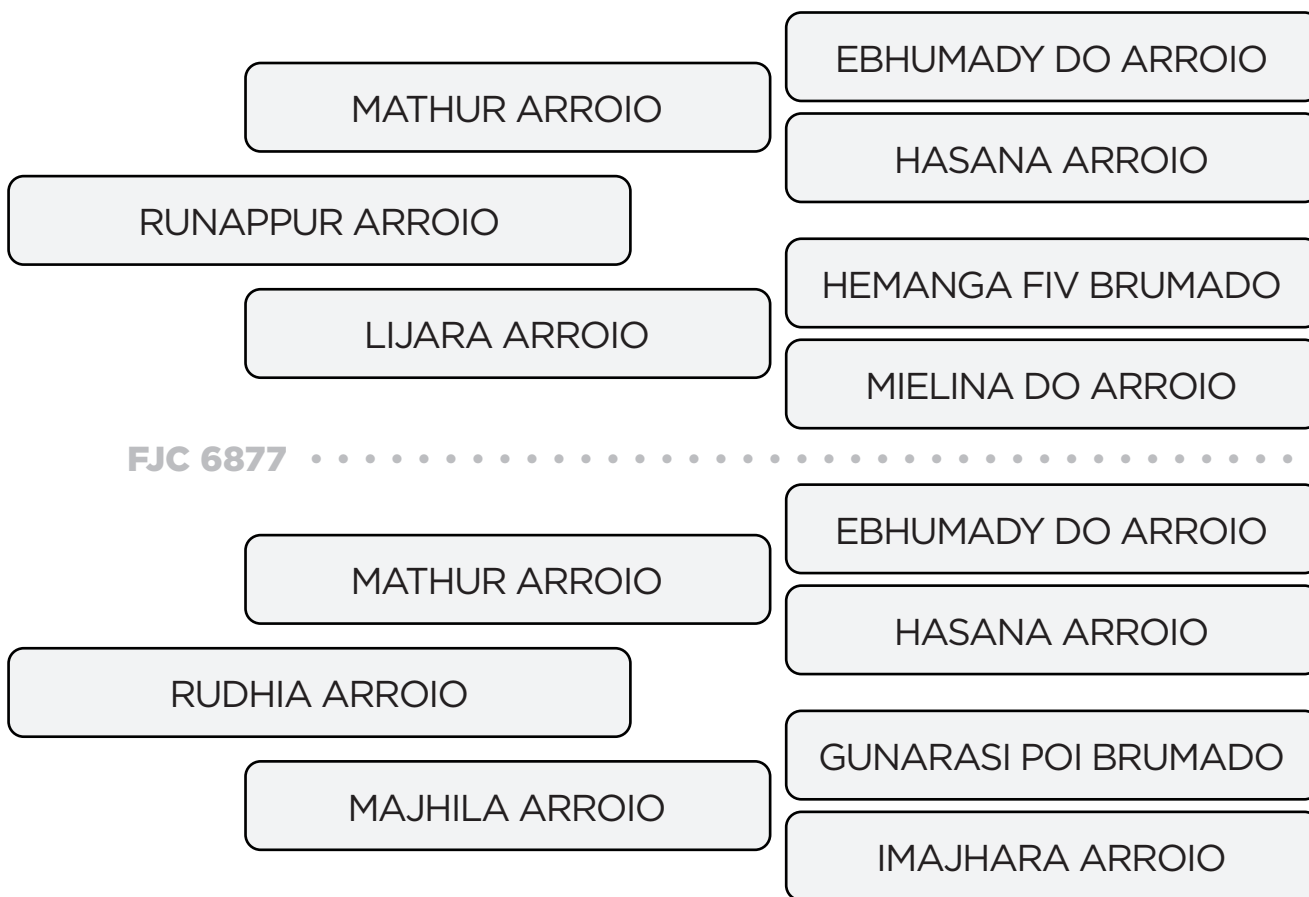 EBHUMADY DO ARROIO
MATHUR ARROIO
HASANA ARROIO
RUNAPPUR ARROIO
HEMANGA FIV BRUMADO
LIJARA ARROIO
MIELINA DO ARROIO
FJC 6877
EBHUMADY DO ARROIO
MATHUR ARROIO
HASANA ARROIO
RUDHIA ARROIO
GUNARASI POI BRUMADO
MAJHILA ARROIO
IMAJHARA ARROIO